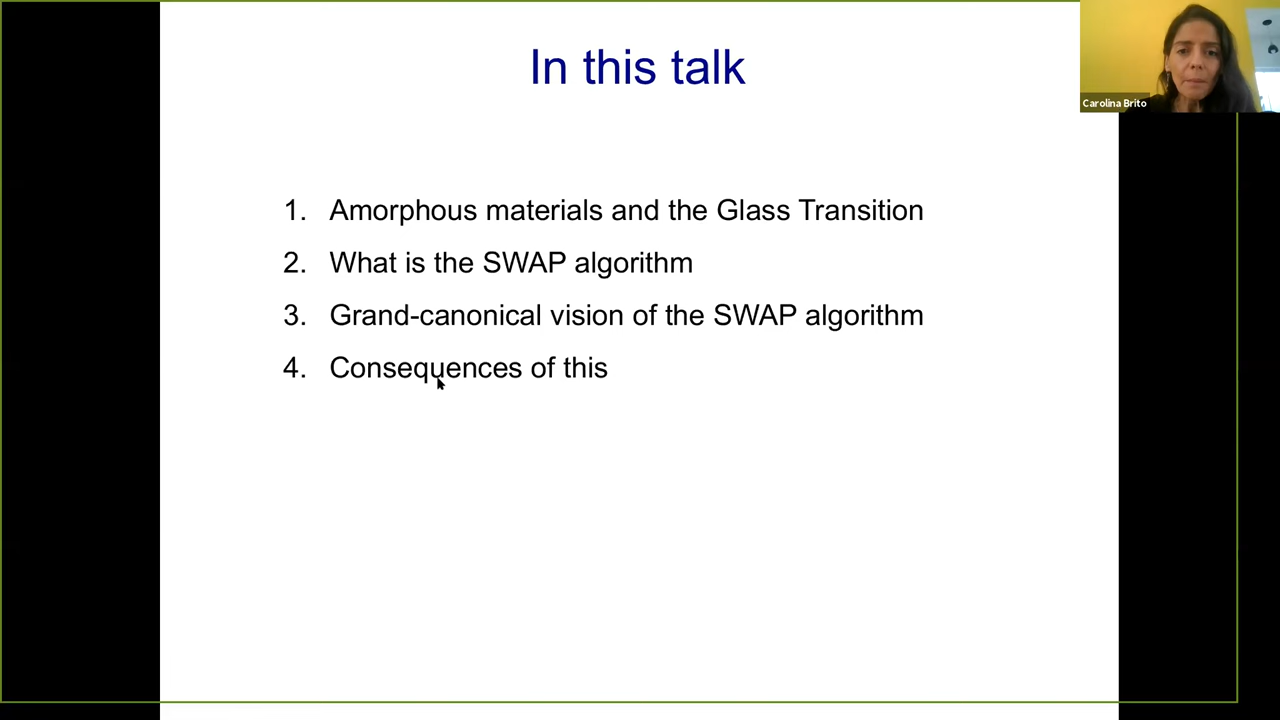 In this talk
Carolina Brito
1. Amorphous materials and the Glass Transition
2. What is the SWAP algorithm
3. Grand-canonical vision of the SWAP algorithm
4. Consequences of this